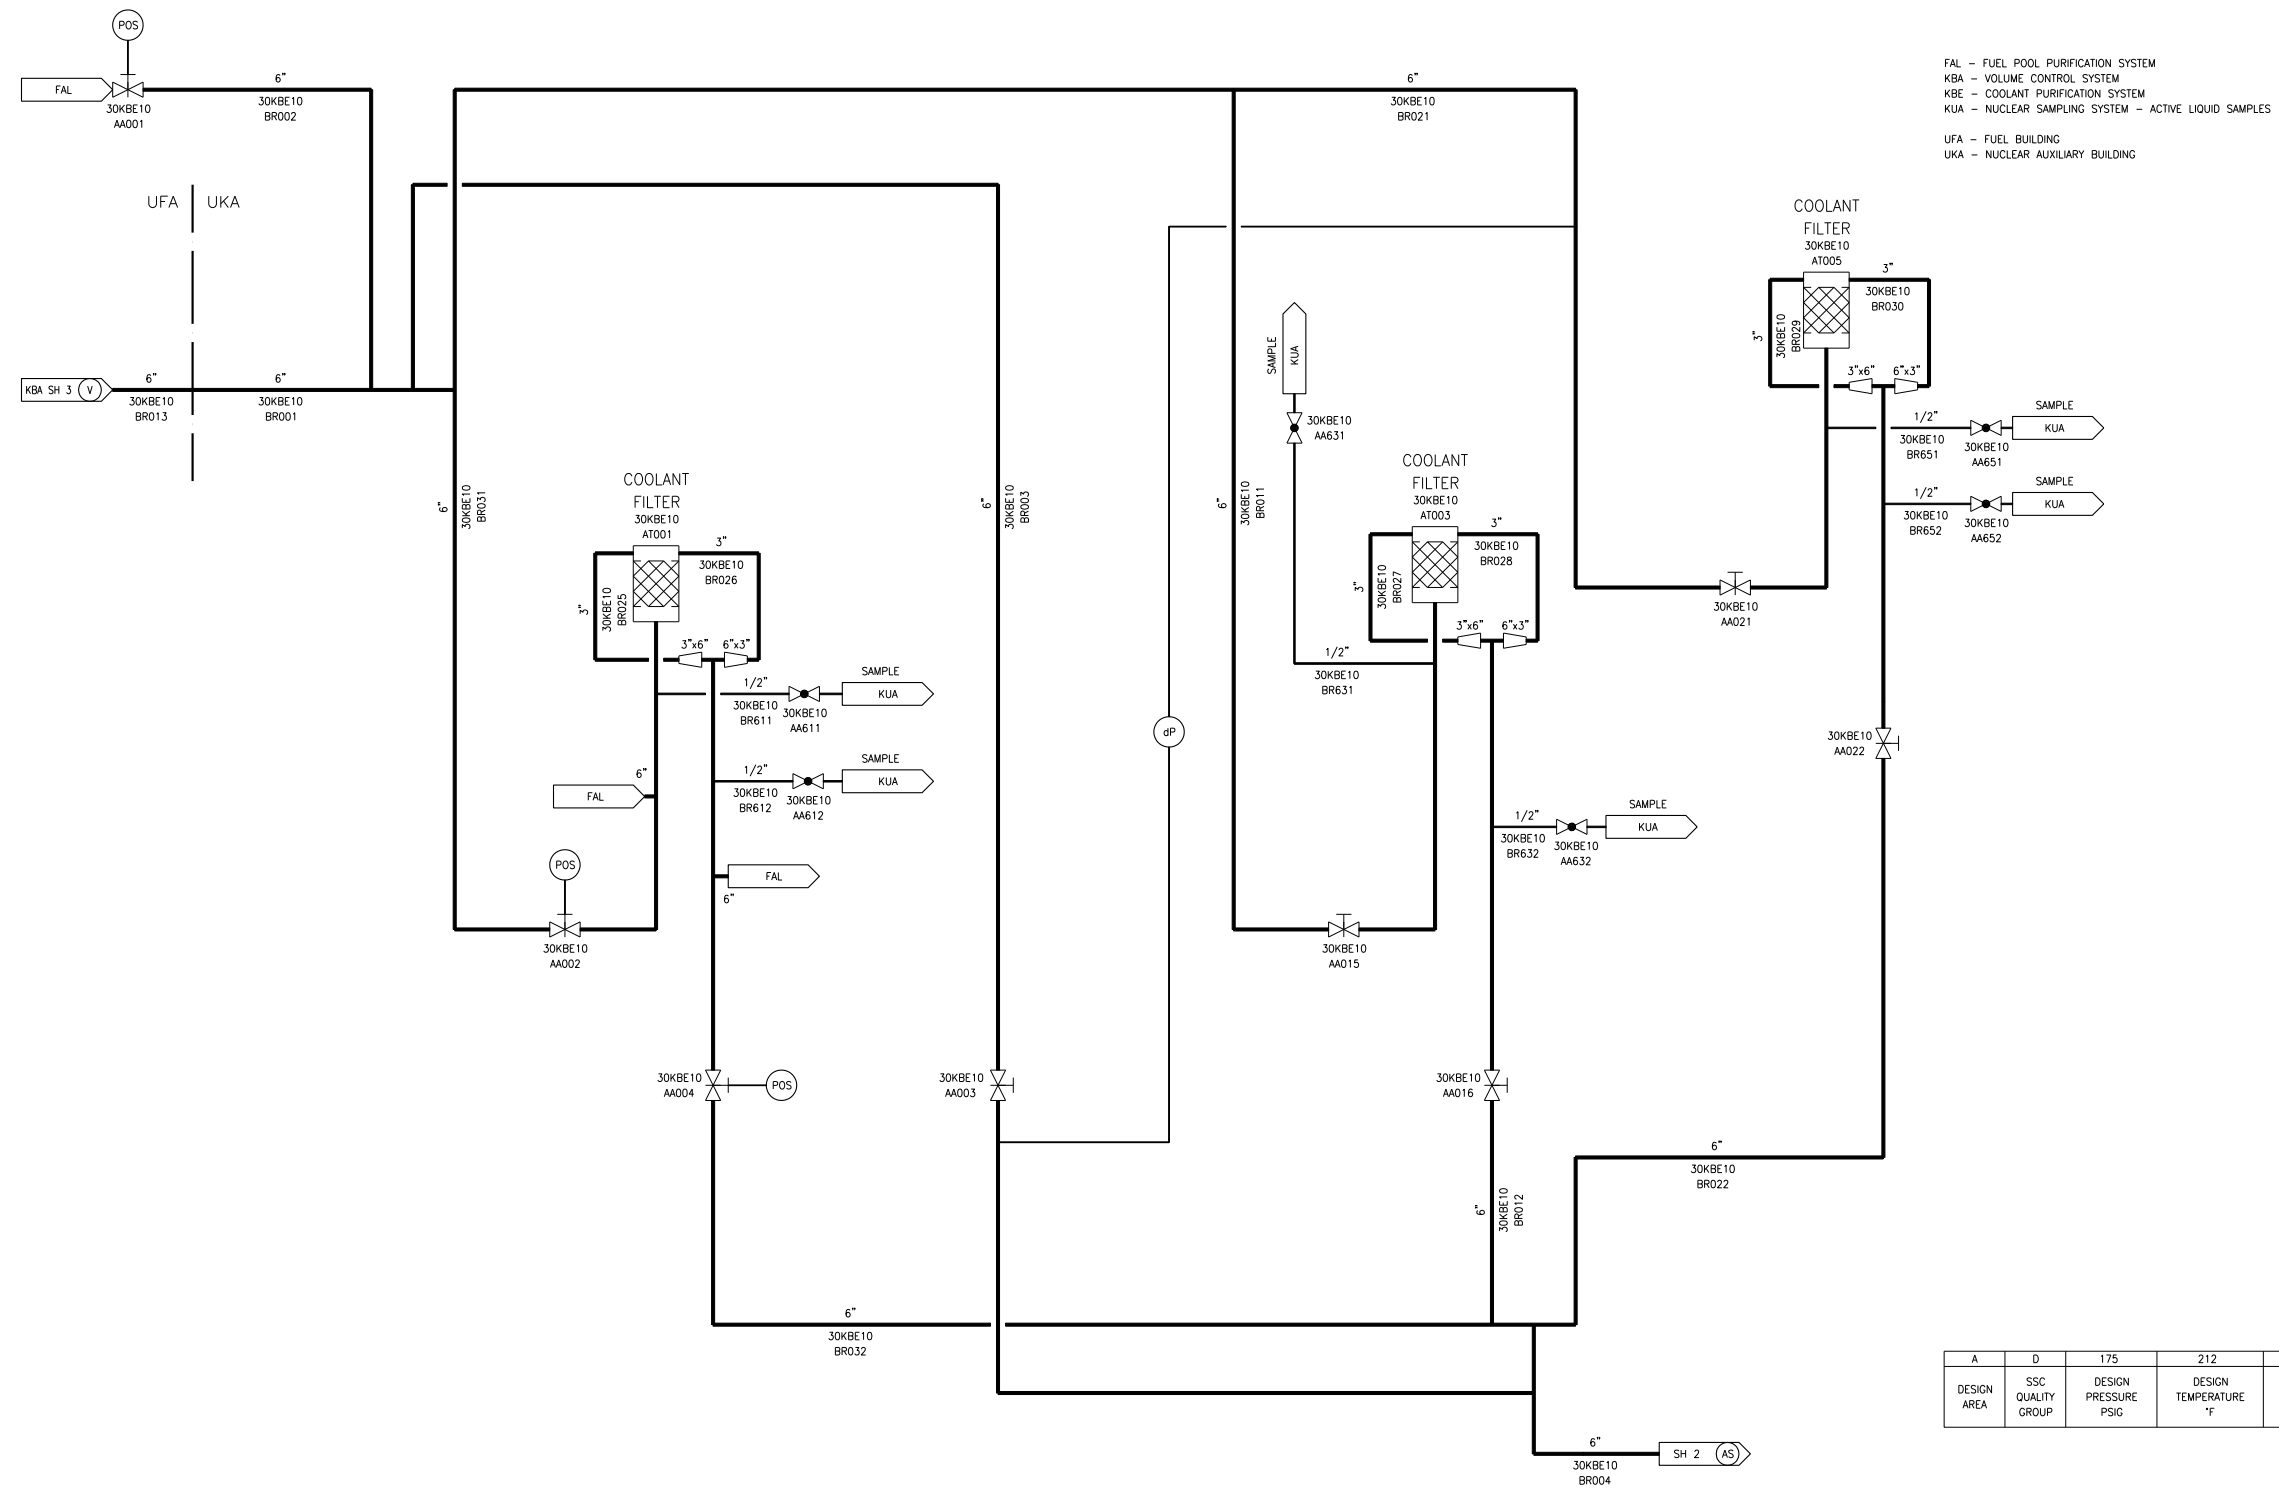 POS
FAL
30KBE10
AA001
6"
30KBE10
BR002
6"
30KBE10
BR021
FAL – FUEL POOL PURIFICATION SYSTEM
KBA – VOLUME CONTROL SYSTEM
KBE – COOLANT PURIFICATION SYSTEM
KUA – NUCLEAR SAMPLING SYSTEM – ACTIVE LIQUID SAMPLES
UFA – FUEL BUILDING
UKA – NUCLEAR AUXILIARY BUILDING
UFA
UKA
KBA SH 3 V
6"
30KBE10
BR013
6"
30KBE10
BR001
6"
30KBE10
BR031
COOLANT
FILTER
30KBE10
AT001
3"
30KBE10
BR026
3"
30KBE10
BR025
3"x6"
6"x3"
1/2"
30KBE10
BR611
30KBE10
AA611
SAMPLE
KUA
6"
FAL
1/2"
30KBE10
BR612
30KBE10
AA612
SAMPLE
KUA
FAL
6"
POS
30KBE10
AA002
30KBE10
AA004
POS
6"
30KBE10
BR003
30KBE10
AA003
dP
6"
30KBE10
BR011
SAMPLE
KUA
30KBE10
AA631
COOLANT
FILTER
30KBE10
AT003
3"
30KBE10
BR028
3"
30KBE10
BR027
3"x6"
6"x3"
1/2"
30KBE10
BR631
1/2"
30KBE10
BR632
30KBE10
AA632
SAMPLE
KUA
30KBE10
AA015
30KBE10
AA016
6"
30KBE10
BR012
COOLANT
FILTER
30KBE10
AT005
3"
30KBE10
BR030
3"
30KBE10
BR029
3"x6"
6"x3"
1/2"
30KBE10
BR651
30KBE10
AA651
SAMPLE
KUA
1/2"
30KBE10
BR652
30KBE10
AA652
SAMPLE
KUA
30KBE10
AA021
30KBE10
AA022
6"
30KBE10
BR022
6"
30KBE10
BR032
6"
30KBE10
BR004
SH 2 AS
A D 175 212
DESIGN
AREA
SSC
QUALITY
GROUP
DESIGN
PRESSURE
PSIG
DESIGN
TEMPERATURE
°F